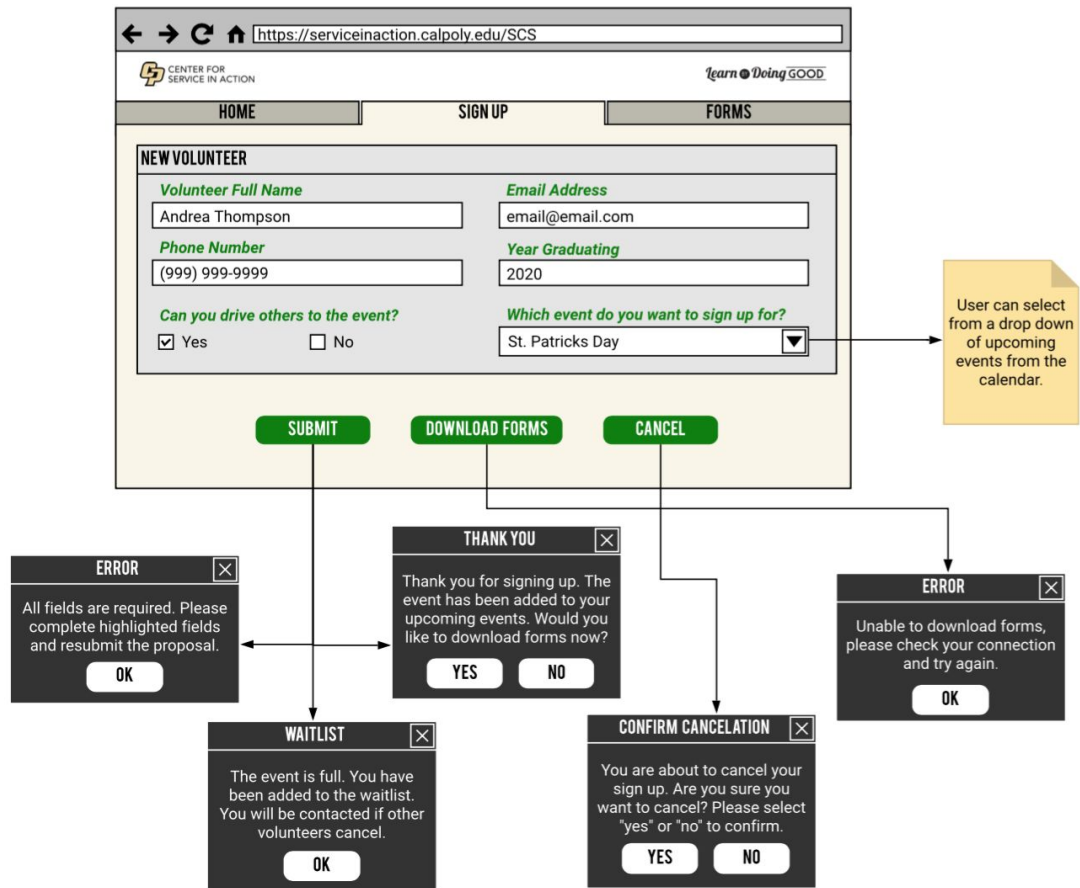 https://serviceinaction.calpoly.edu/SCS
CP CENTER FOR
SERVICE IN ACTION
Learn by Doing GOOD
HOME
SIGN UP
FORMS
NEW VOLUNTEER
Volunteer Full Name
Email Address
Andrea Thompson
email@email.com
Phone Number
Year Graduating
(999) 999-9999
2020
Can you drive others to the event?
Which event do you want to sign up for?
Yes
No
St. Patricks Day
User can select
from a drop down
of upcoming
events from the
calendar.
SUBMIT
DOWNLOAD FORMS
CANCEL
ERROR
All fields are required. Please
complete highlighted fields
and resubmit the proposal.
OK
THANK YOU
Thank you for signing up. The
event has been added to your
upcoming events. Would you
like to download forms now?
YES
NO
ERROR
Unable to download forms,
please check your connection
and try again.
OK
WAITLIST
The event is full. You have
been added to the waitlist.
You will be contacted if other
volunteers cancel.
OK
CONFIRM CANCELATION
You are about to cancel your
sign up. Are you sure you
want to cancel? Please select
"yes" or "no" to confirm.
YES
NO